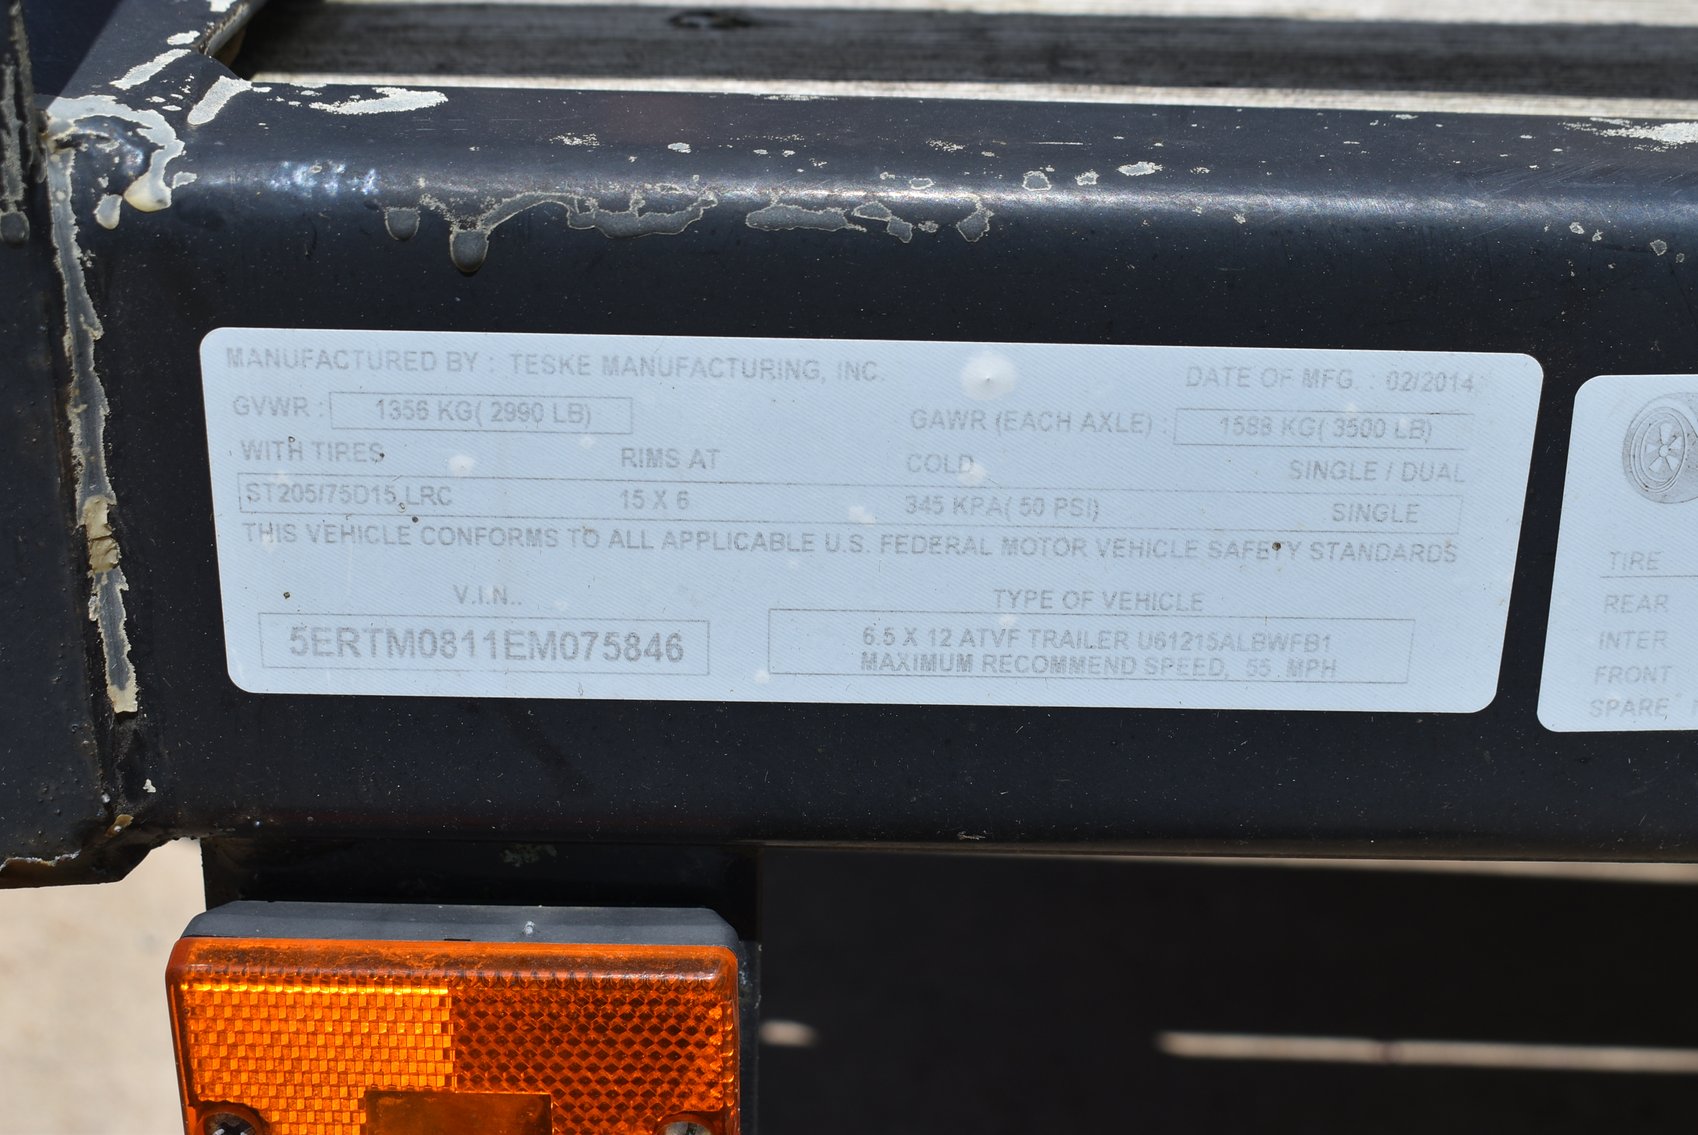 MANUFACTURED BY : TESKE MANUFACTURING, INC. DATE OF MFG. : 02/2014
GVWR : 1356 KG( 2990 LB) GAWR (EACH AXLE) : 1588 KG( 3500 LB)
WITH TIRES RIMS AT COLD SINGLE / DUAL
ST205/75D15,LRC 15 X 6 345 KPA( 50 PSI) SINGLE
THIS VEHICLE CONFORMS TO ALL APPLICABLE U.S. FEDERAL MOTOR VEHICLE SAFETY STANDARDS
V.I.N.. TYPE OF VEHICLE
5ERTM0811EM075846 6.5 X 12 ATVF TRAILER U61215ALBWFB1
MAXIMUM RECOMMEND SPEED, 55 MPH
TIRE
REAR
INTER
FRONT
SPARE